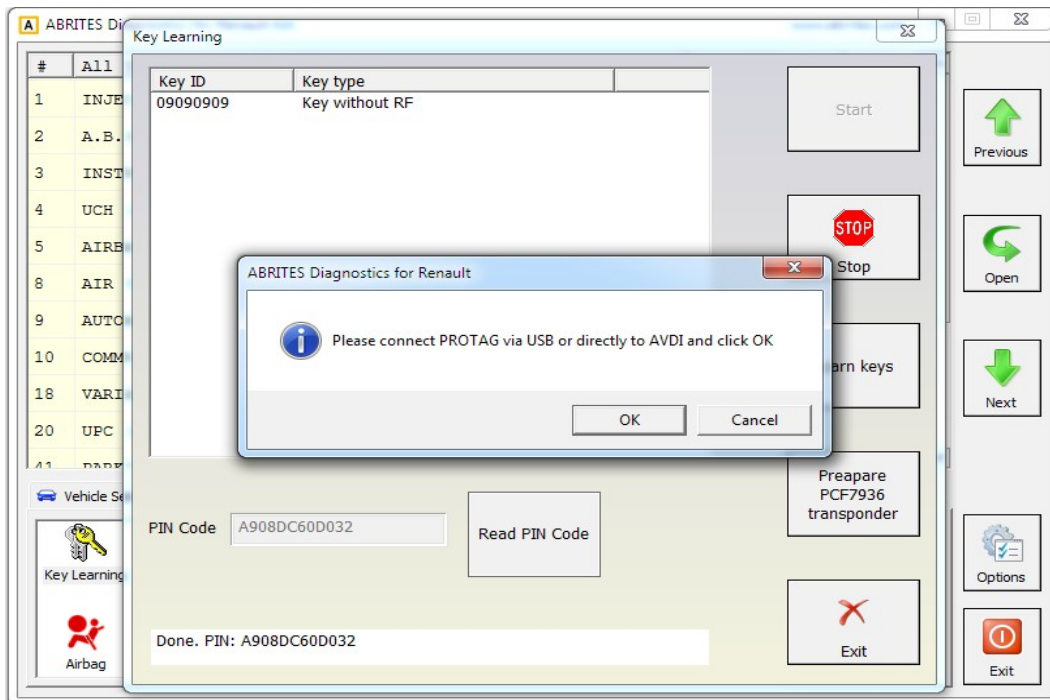 A ABRITES Di
Key Learning
# All
1 INJE
2 A.B.
3 INST
4 UCH
5 AIRB
8 AIR
9 AUTO
10 COMM
18 VARI
20 UPC
41 PARK
Key ID Key type
09090909 Key without RF
Start
STOP
Stop
arn keys
Preapare
PCF7936
transponder
Exit
ABRITES Diagnostics for Renault
i Please connect PROTAG via USB or directly to AVDI and click OK
OK Cancel
Vehicle Se
Key Learning
Airbag
PIN Code A908DC60D032 Read PIN Code
Done. PIN: A908DC60D032
Previous
Open
Next
Options
Exit